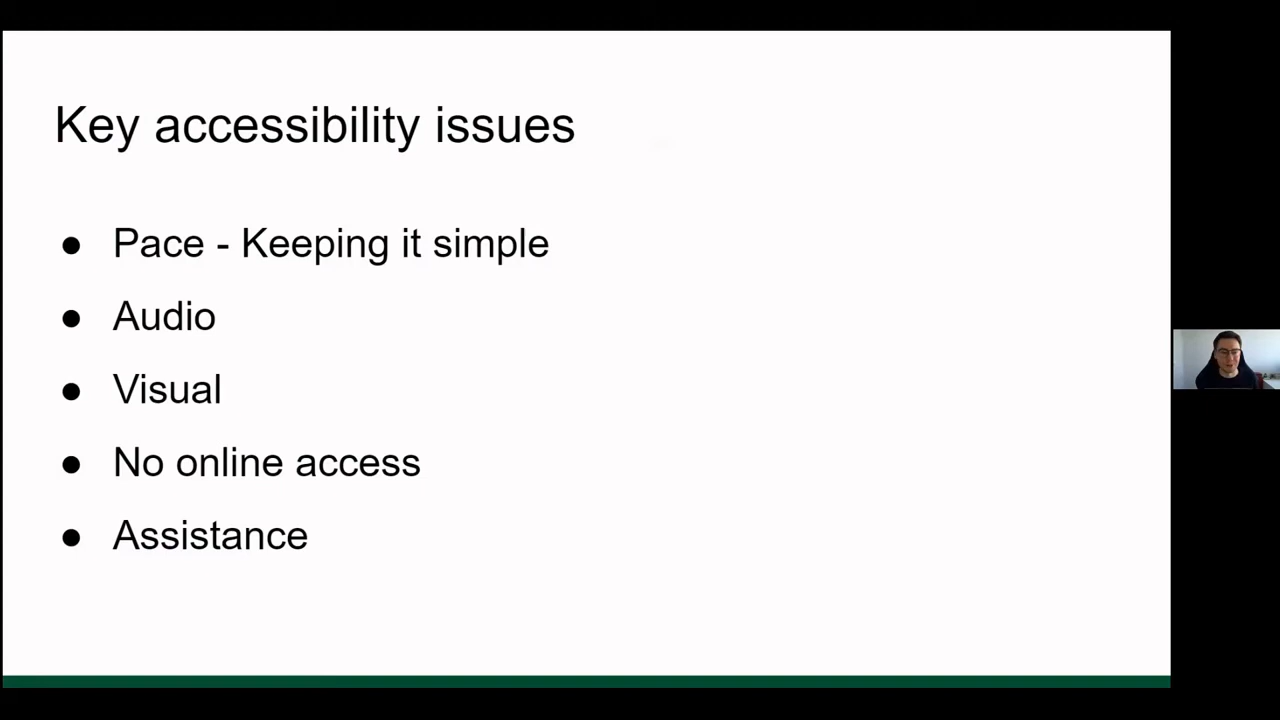 Key accessibility issues
● Pace - Keeping it simple
● Audio
● Visual
● No online access
● Assistance